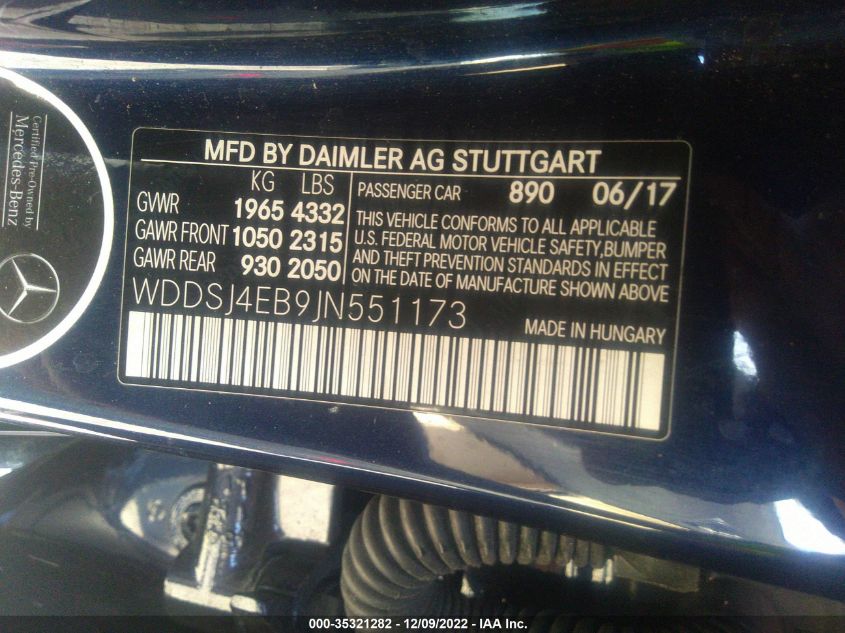 Certified Pre-Owned by
Mercedes-Benz
MFD BY DAIMLER AG STUTTGART
KG LBS
GVWR 1965 4332
GAWR FRONT 1050 2315
GAWR REAR 930 2050
PASSENGER CAR 890 06/17
THIS VEHICLE CONFORMS TO ALL APPLICABLE
U.S. FEDERAL MOTOR VEHICLE SAFETY,BUMPER
AND THEFT PREVENTION STANDARDS IN EFFECT
ON THE DATE OF MANUFACTURE SHOWN ABOVE
WDDSJ4EB9JN551173
MADE IN HUNGARY
000-35321282 - 12/09/2022 - IAA Inc.